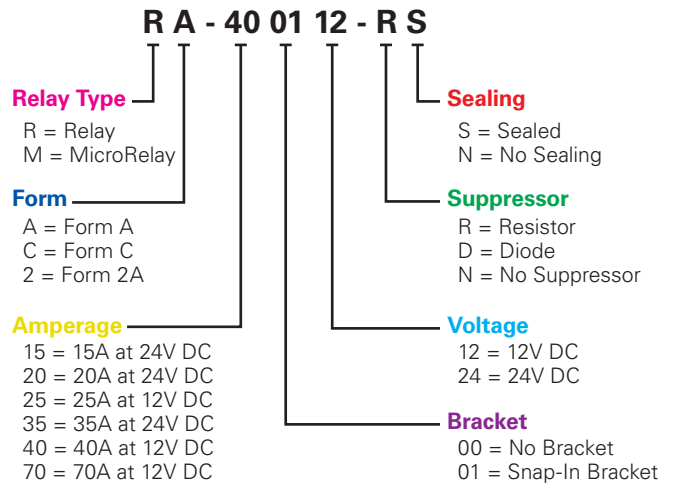 R A - 40 01 12 - R S
Relay Type
R = Relay
M = MicroRelay
Form
A = Form A
C = Form C
2 = Form 2A
Amperage
15 = 15A at 24V DC
20 = 20A at 24V DC
25 = 25A at 12V DC
35 = 35A at 24V DC
40 = 40A at 12V DC
70 = 70A at 12V DC
Sealing
S = Sealed
N = No Sealing
Suppressor
R = Resistor
D = Diode
N = No Suppressor
Voltage
12 = 12V DC
24 = 24V DC
Bracket
00 = No Bracket
01 = Snap-In Bracket